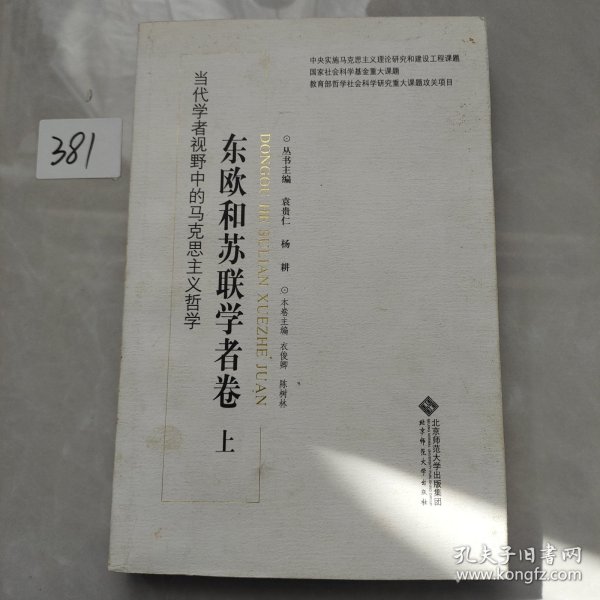 381
中央实施马克思主义理论研究和建设工程课题
国家社会科学基金重大课题
教育部哲学社会科学研究重大课题攻关项目
当代学者视野中的马克思主义哲学
东欧和苏联学者卷 上
DONGOU HE SULIAN XUEZHE JUAN
⊙丛书主编 袁贵仁 杨 耕 ⊙本卷主编 衣俊卿 陈树林
北京师范大学出版集团
北京师范大学出版社
孔夫子旧书网
www.kongfz.com